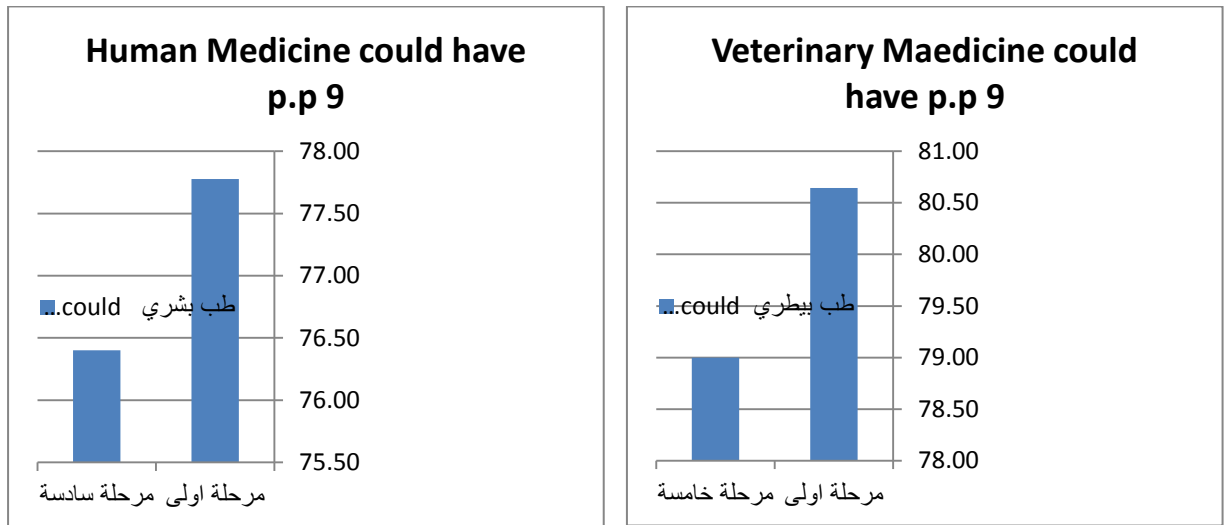 Human Medicine could have
p.p 9
78.00
77.50
77.00
76.50
76.00
75.50
طب بشري could...
مرحلة اولى
مرحلة سادسة
Veterinary Maedicine could
have p.p 9
81.00
80.50
80.00
79.50
79.00
78.50
78.00
طب بيطري could...
مرحلة اولى
مرحلة خامسة